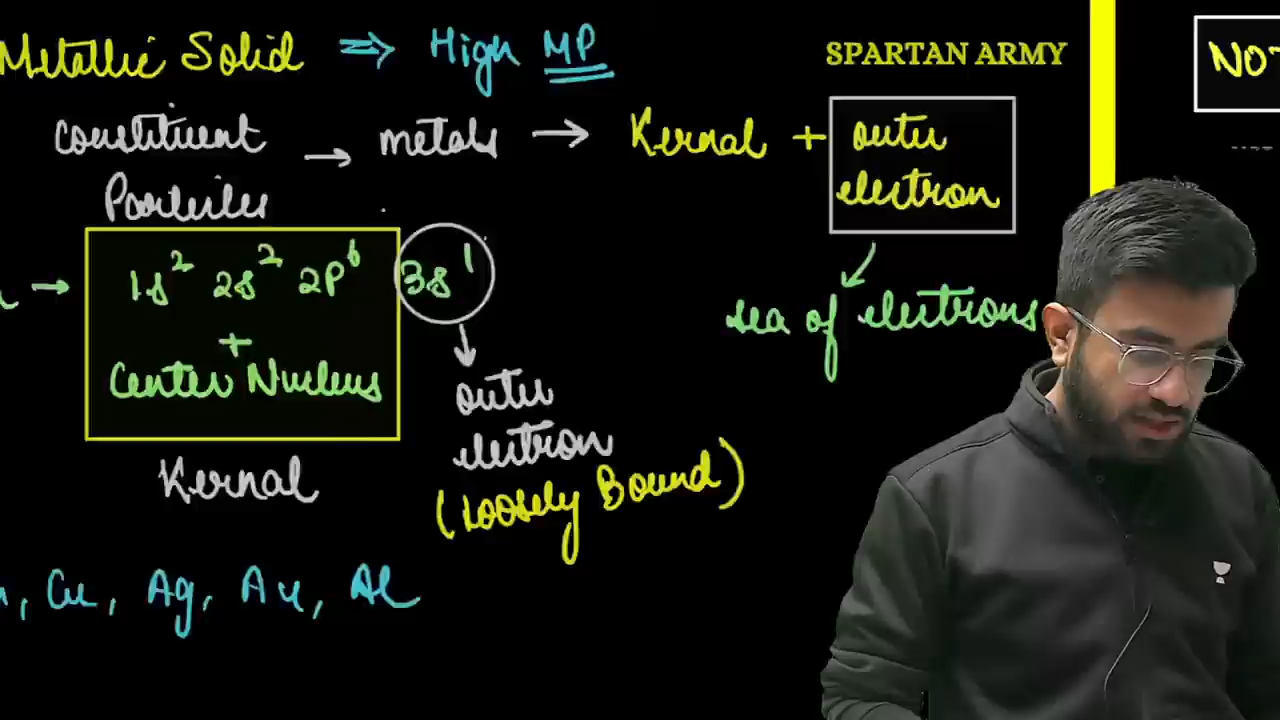 Metallic Solid ⇒ High MP
SPARTAN ARMY
constituent Particles → metals → Kernal + outer electron
sea of electrons
→ 1s² 2s² 2p⁶ 3s¹
+
Center Nucleus
Kernal
outer
electron
(Loosely Bound)
, Cu, Ag, Au, Al